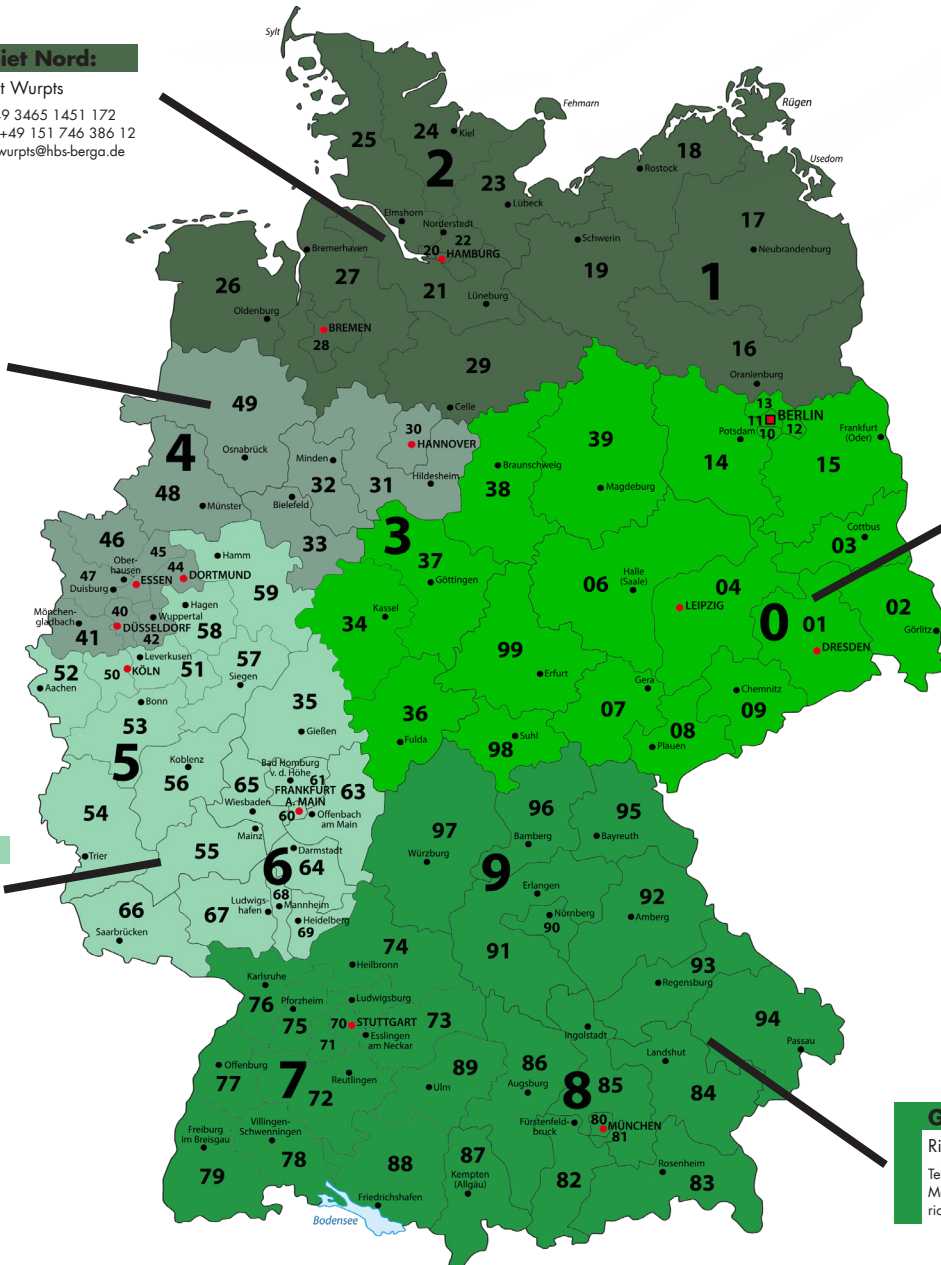 Sylt
iet Nord:
t Wurpts
9 3465 1451 172
+49 151 746 386 12
wurpts@hbs-berga.de
Fehmarn
Rügen
Usedom
25
24
Kiel
2
23
Lübeck
18
Rostock
17
Neubrandenburg
Elmshorn
Norderstedt
22
20
HAMBURG
Schwerin
19
1
Bremerhaven
27
26
Oldenburg
21
Lüneburg
BREMEN
28
29
16
Oranienburg
Celle
49
13
BERLIN
11
10
12
Potsdam
14
Frankfurt
(Oder)
15
30
HANNOVER
39
4
Osnabrück
Minden
32
31
Hildesheim
Braunschweig
38
Magdeburg
48
Münster
Bielefeld
33
3
37
Göttingen
Cottbus
03
46
45
44
Ober-
hausen
47
Duisburg
ESSEN
DORTMUND
Hamm
59
06
Halle
(Saale)
04
LEIPZIG
0
01
02
Görlitz
DRESDEN
Mönchen-
gladbach
40
DÜSSELDORF
41
42
Wuppertal
Hagen
58
34
Kassel
99
Erfurt
52
Aachen
50
KÖLN
Leverkusen
51
57
Siegen
Bonn
53
35
Gießen
36
Fulda
98
Suhl
Gera
07
08
Plauen
Chemnitz
09
5
Koblenz
56
65
Wiesbaden
Bad Homburg
v. d. Höhe
61
FRANKFURT
A. MAIN
60
Offenbach
am Main
63
54
Trier
55
Mainz
6
Darmstadt
64
97
Würzburg
96
Bamberg
95
Bayreuth
9
66
Saarbrücken
67
Ludwigs-
hafen
68
Mannheim
Heidelberg
69
Erlangen
Nürnberg
90
91
92
Amberg
74
Heilbronn
93
Regensburg
94
Passau
Karlsruhe
76
Pforzheim
75
Ludwigsburg
70
STUTTGART
71
Esslingen
am Neckar
73
Ingolstadt
Landshut
Offenburg
77
7
72
Reutlingen
89
Ulm
86
Augsburg
8
85
84
Fürstenfeld-
bruck
80
MÜNCHEN
81
Freiburg
im Breisgau
79
Villingen-
Schwenningen
78
88
Friedrichshafen
Bodensee
87
Kempten
(Allgäu)
82
Rosenheim
83
G
Ri
Te
M
ric